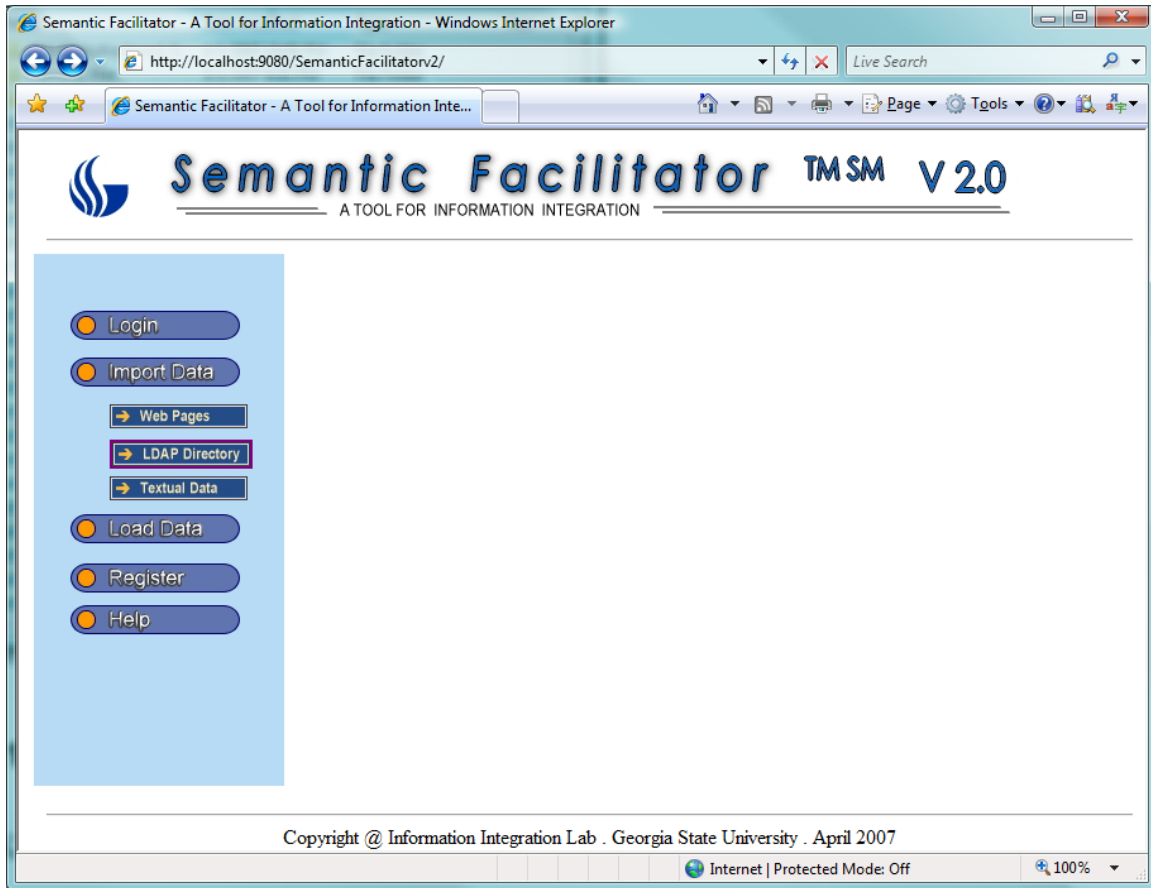 Semantic Facilitator - A Tool for Information Integration - Windows Internet Explorer
http://localhost:9080/SemanticFacilitatorv2/
Live Search
Semantic Facilitator - A Tool for Information Inte...
Page
Tools
Semantic Facilitator TM SM V 2.0
A TOOL FOR INFORMATION INTEGRATION
Login
Import Data
Web Pages
LDAP Directory
Textual Data
Load Data
Register
Help
Copyright @ Information Integration Lab . Georgia State University . April 2007
Internet | Protected Mode: Off
100%